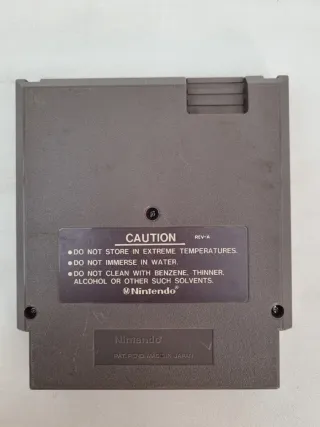 CAUTION REV-A
• DO NOT STORE IN EXTREME TEMPERATURES.
• DO NOT IMMERSE IN WATER.
• DO NOT CLEAN WITH BENZENE, THINNER,
ALCOHOL OR OTHER SUCH SOLVENTS.
Ⓜ Nintendo®
Nintendo
JAPAN